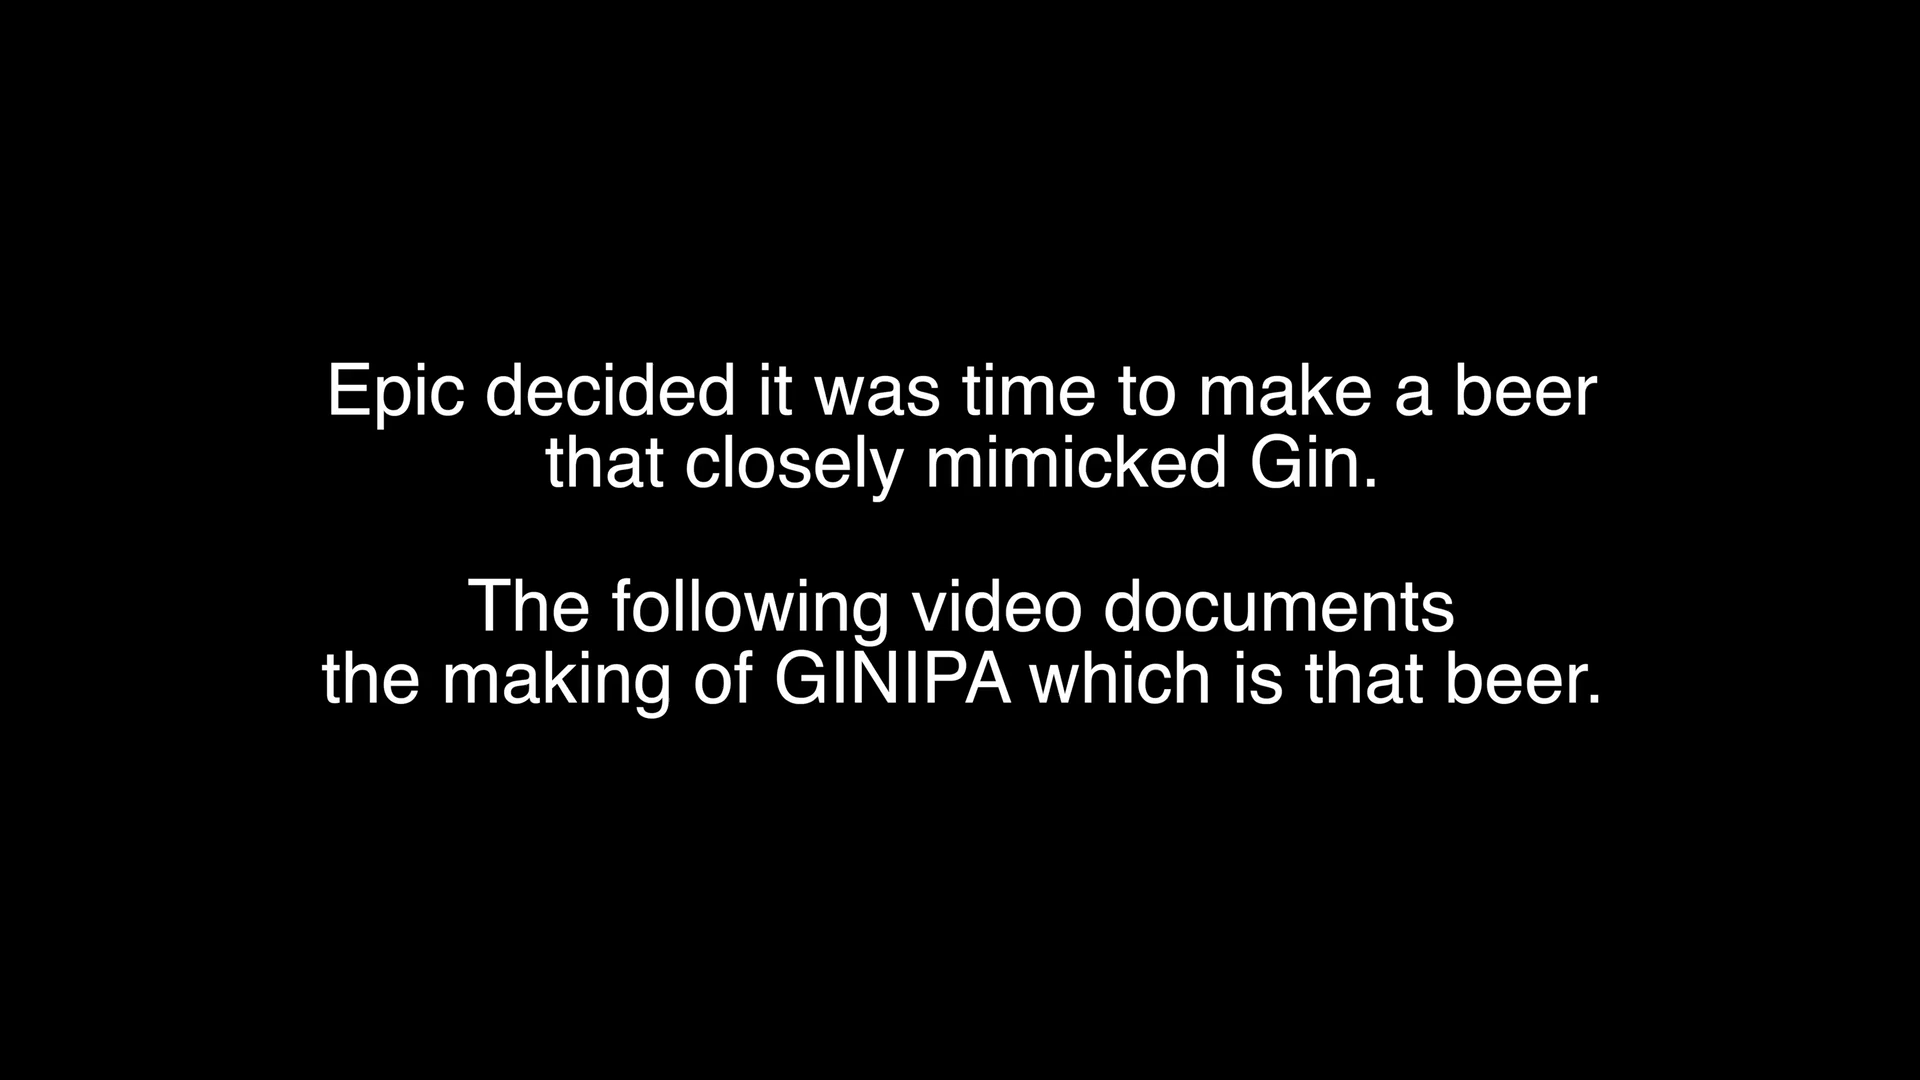 Epic decided it was time to make a beer
that closely mimicked Gin.
The following video documents
the making of GINIPA which is that beer.